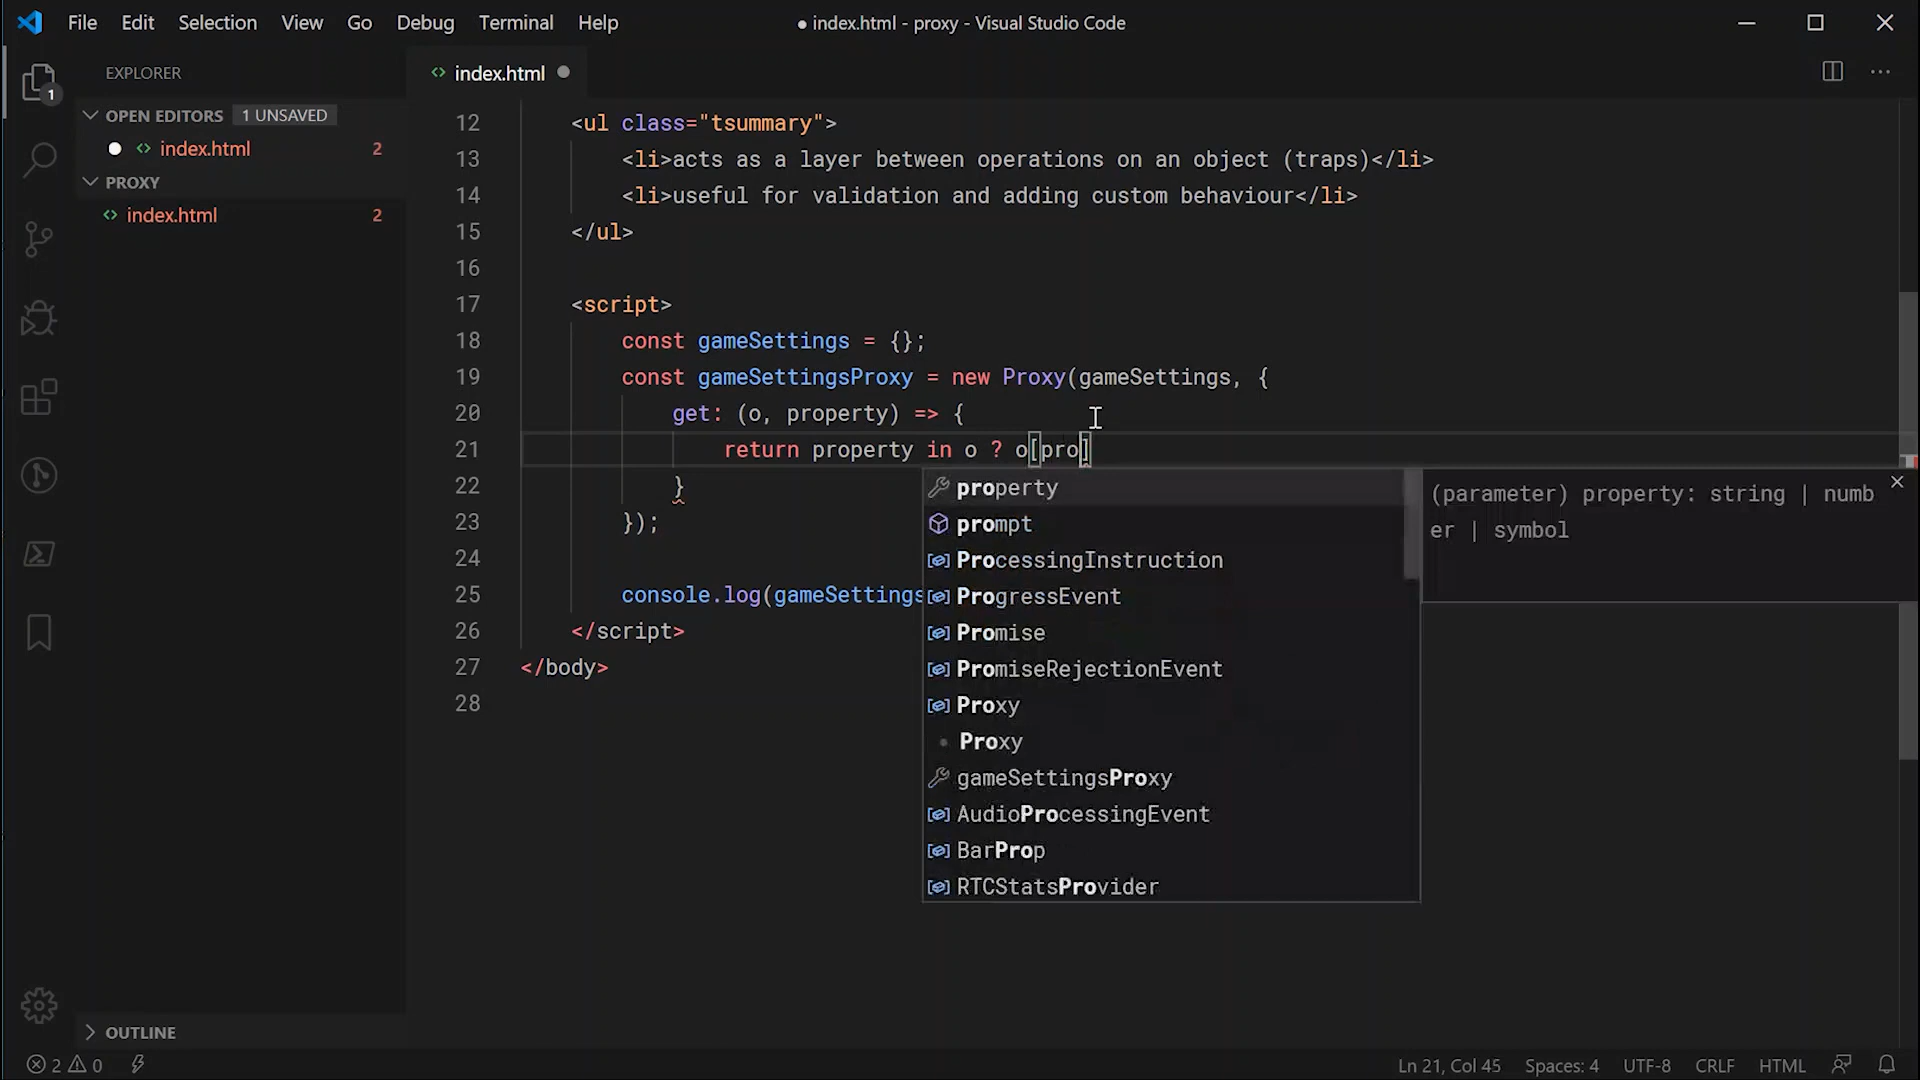 File Edit Selection View Go Debug Terminal Help
● index.html - proxy - Visual Studio Code
EXPLORER
index.html
1
OPEN EDITORS 1 UNSAVED
index.html 2
PROXY
index.html 2
12 <ul class="tsummary">
13 <li>acts as a layer between operations on an object (traps)</li>
14 <li>useful for validation and adding custom behaviour</li>
15 </ul>
16
17 <script>
18 const gameSettings = {};
19 const gameSettingsProxy = new Proxy(gameSettings, {
20 get: (o, property) => {
21 return property in o ? o[pro]
22 }
23 });
24
25 console.log(gameSettings
26 </script>
27 </body>
28
property
prompt
ProcessingInstruction
ProgressEvent
Promise
PromiseRejectionEvent
Proxy
Proxy
gameSettingsProxy
AudioProcessingEvent
BarProp
RTCStatsProvider
(parameter) property: string | numb
er | symbol
OUTLINE
2 0
Ln 21, Col 45 Spaces: 4 UTF-8 CRLF HTML